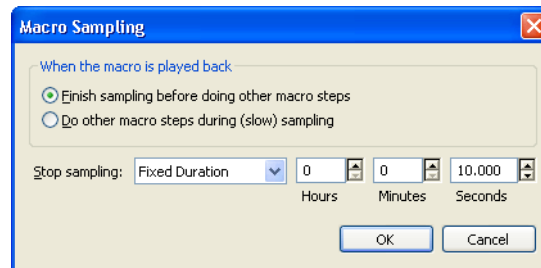 Macro Sampling
When the macro is played back
Finish sampling before doing other macro steps
Do other macro steps during (slow) sampling
Stop sampling: Fixed Duration 0 0 10.000
Hours Minutes Seconds
OK Cancel